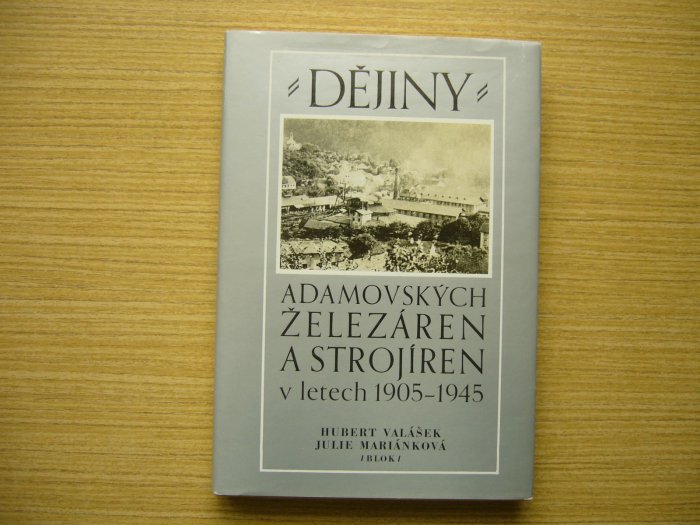 DĚJINY
ADAMOVSKÝCH
ŽELEZÁREN
A STROJÍREN
v letech 1905–1945
HUBERT VALÁŠEK
JULIE MARIÁNKOVÁ
/BLOK/